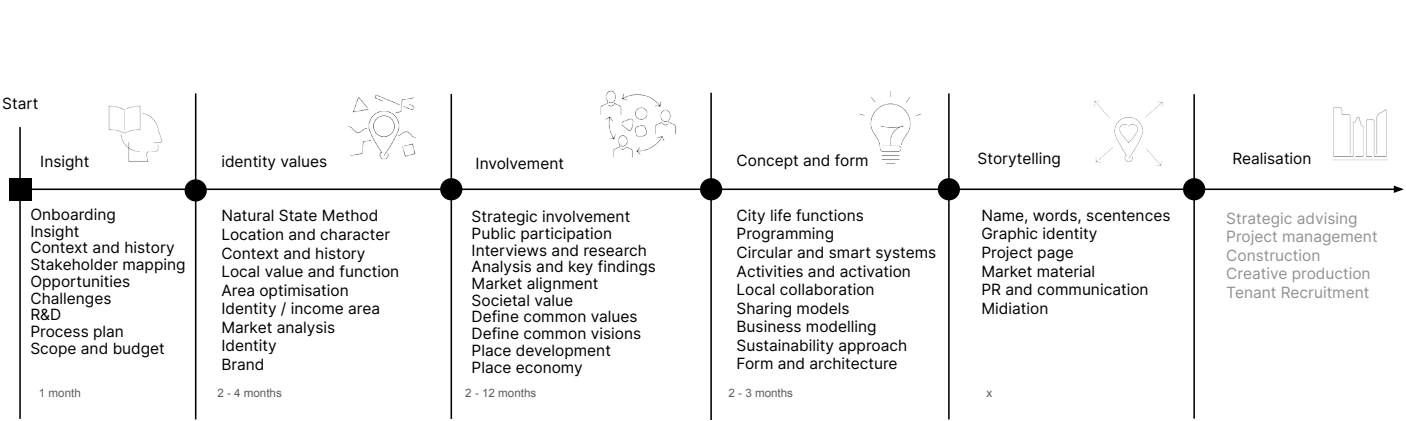 Start
Insight
Onboarding
Insight
Context and history
Stakeholder mapping
Opportunities
Challenges
R&D
Process plan
Scope and budget
1 month
identity values
Natural State Method
Location and character
Context and history
Local value and function
Area optimisation
Identity / income area
Market analysis
Identity
Brand
2 - 4 months
Involvement
Strategic involvement
Public participation
Interviews and research
Analysis and key findings
Market alignment
Societal value
Define common values
Define common visions
Place development
Place economy
2 - 12 months
Concept and form
City life functions
Programming
Circular and smart systems
Activities and activation
Local collaboration
Sharing models
Business modelling
Sustainability approach
Form and architecture
2 - 3 months
Storytelling
Name, words, scentences
Graphic identity
Project page
Market material
PR and communication
Midiation
x
Realisation
Strategic advising
Project management
Construction
Creative production
Tenant Recruitment